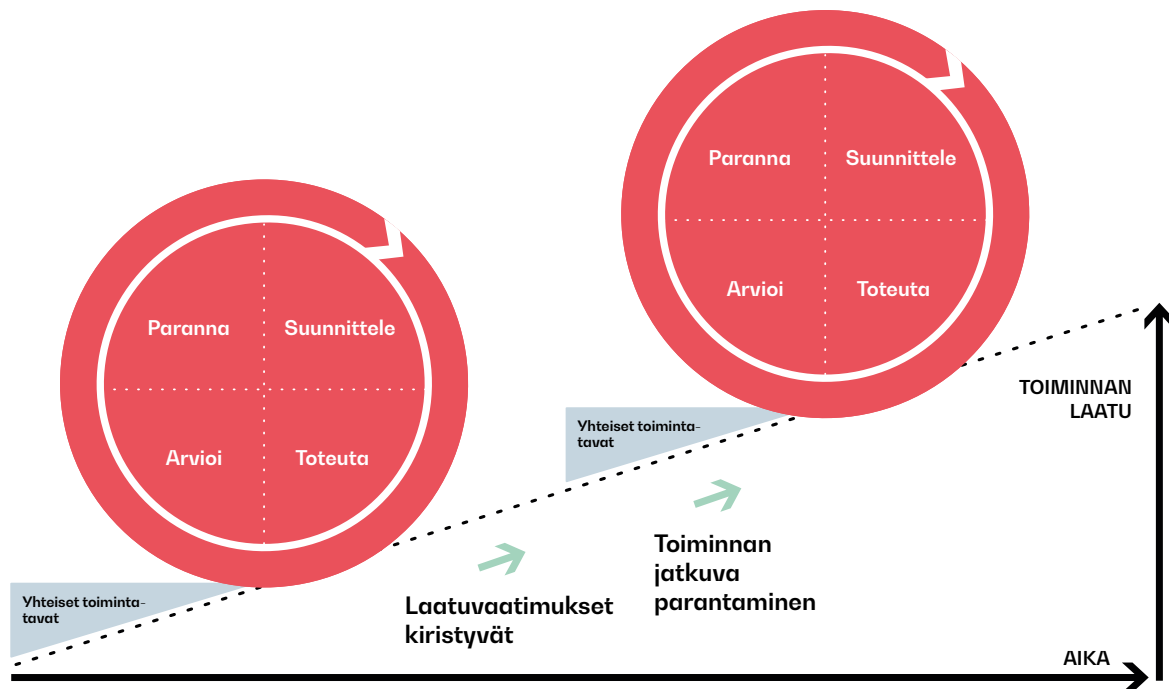 Paranna
Suunnittele
Arvioi
Toteuta
Yhteiset toiminta-
tavat
Paranna
Suunnittele
Arvioi
Toteuta
Yhteiset toiminta-
tavat
Laatuvaatimukset
kiristyvät
Toiminnan
jatkuva
parantaminen
TOIMINNAN
LAATU
AIKA